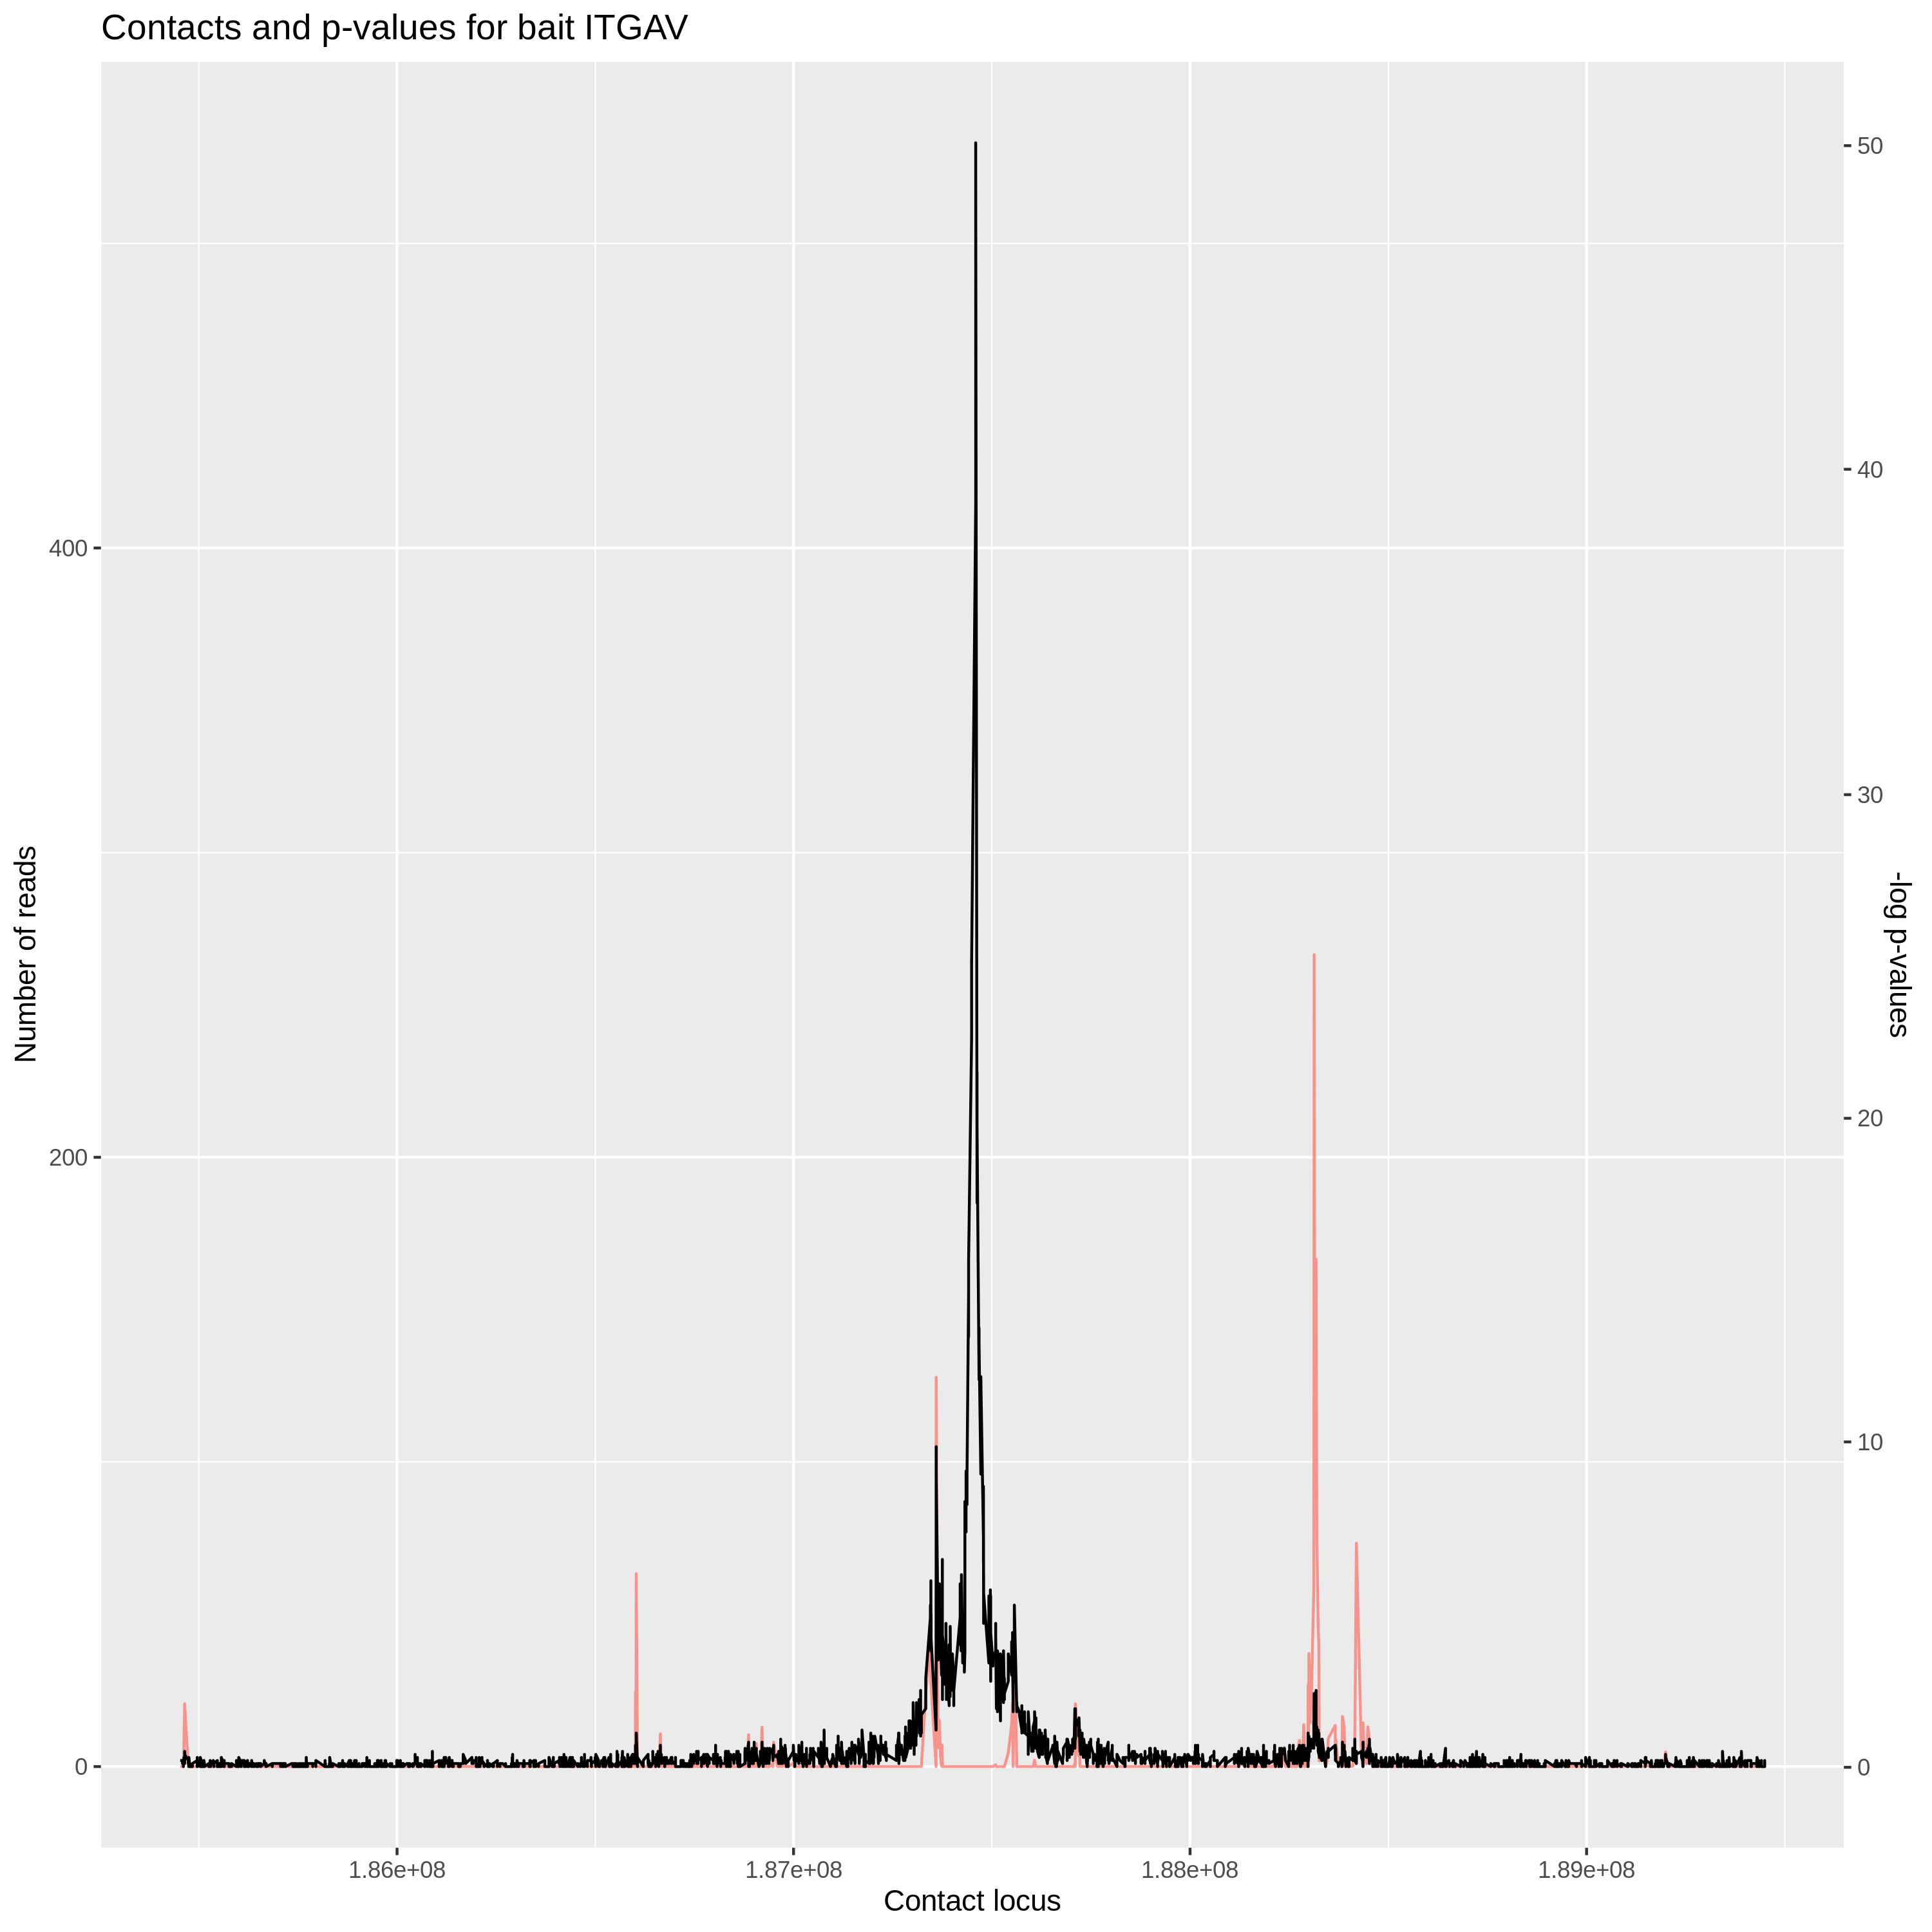 Contacts and p-values for bait ITGAV
Number of reads
400
200
0
50
40
30
20
10
0
-log p-values
1.86e+08 1.87e+08 1.88e+08 1.89e+08
Contact locus